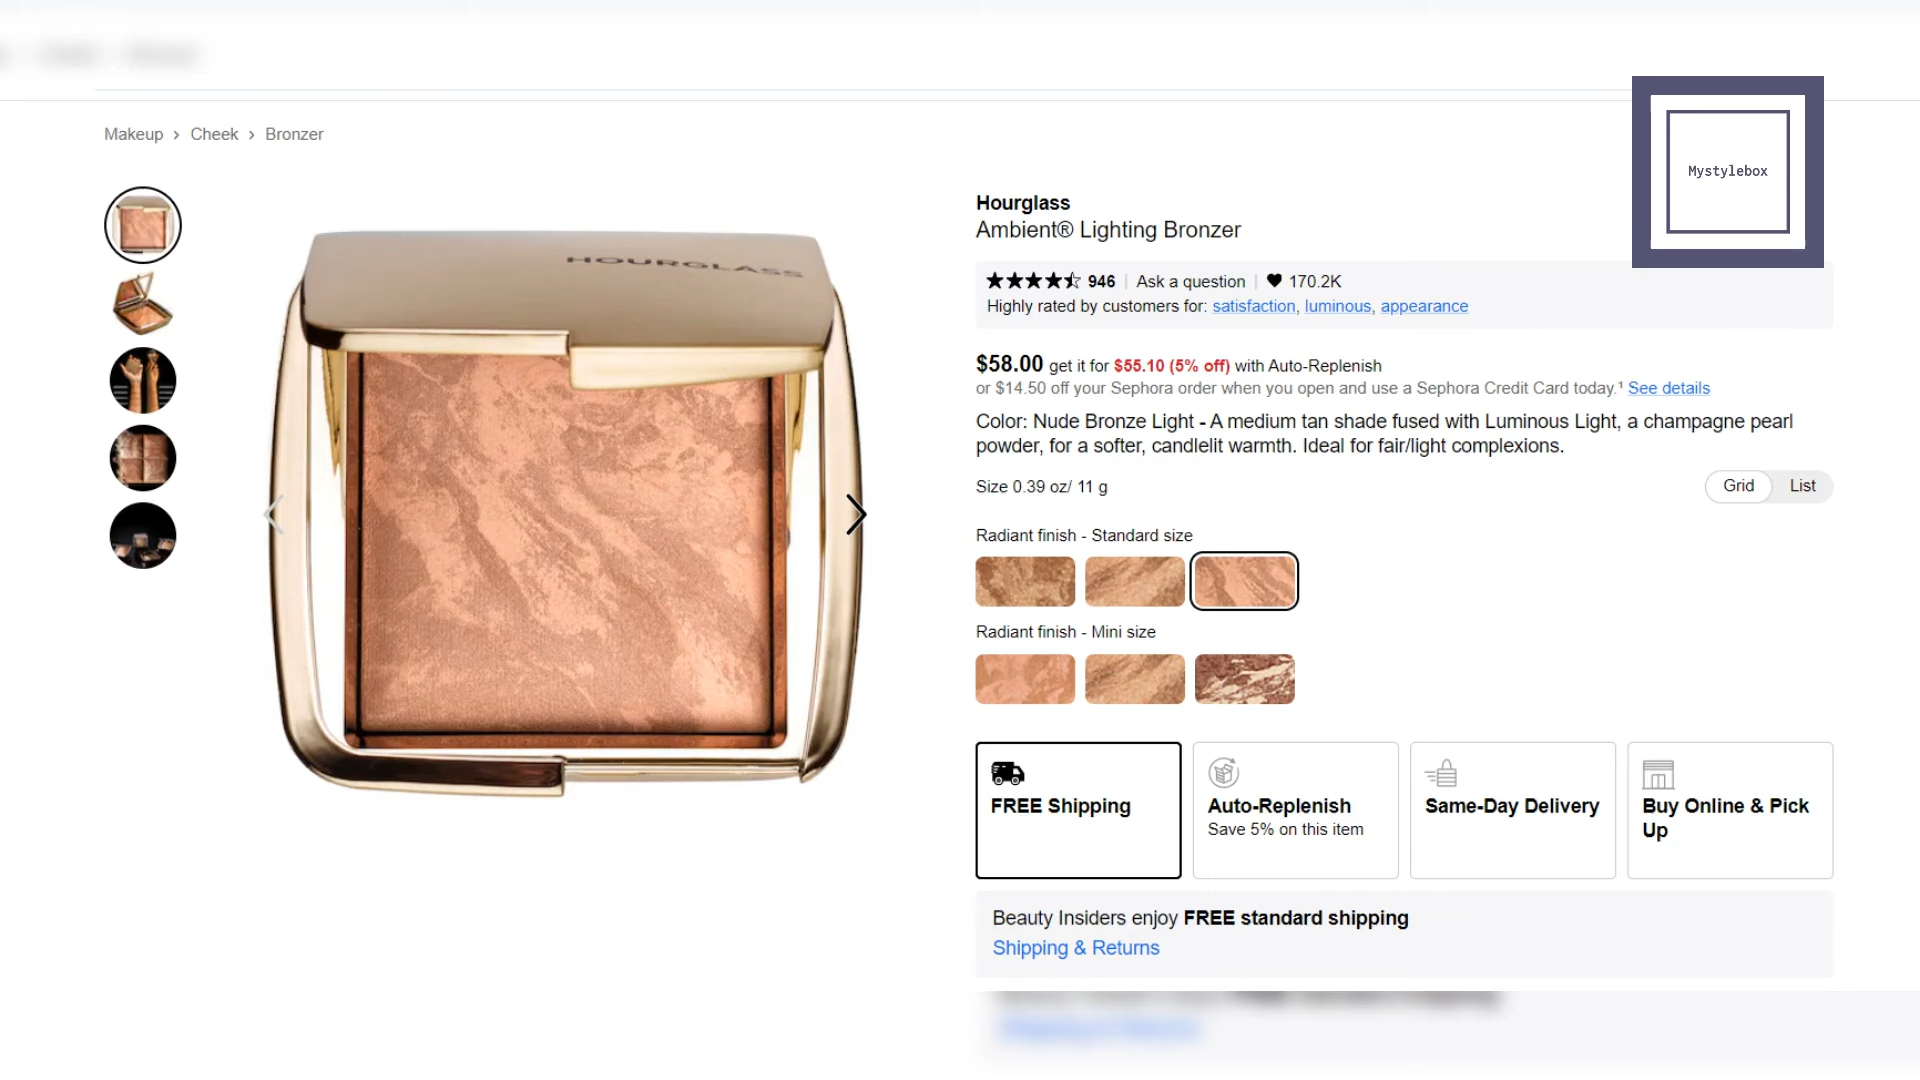 Makeup > Cheek > Bronzer
Mystylebox
HOURGLASS
Hourglass
Ambient® Lighting Bronzer
946 | Ask a question | 170.2K
Highly rated by customers for: satisfaction, luminous, appearance
$58.00 get it for $55.10 (5% off) with Auto-Replenish
or $14.50 off your Sephora order when you open and use a Sephora Credit Card today.¹ See details
Color: Nude Bronze Light - A medium tan shade fused with Luminous Light, a champagne pearl
powder, for a softer, candlelit warmth. Ideal for fair/light complexions.
Size 0.39 oz/ 11 g
Grid List
Radiant finish - Standard size
Radiant finish - Mini size
FREE Shipping
Auto-Replenish
Save 5% on this item
Same-Day Delivery
Buy Online & Pick
Up
Beauty Insiders enjoy FREE standard shipping
Shipping & Returns